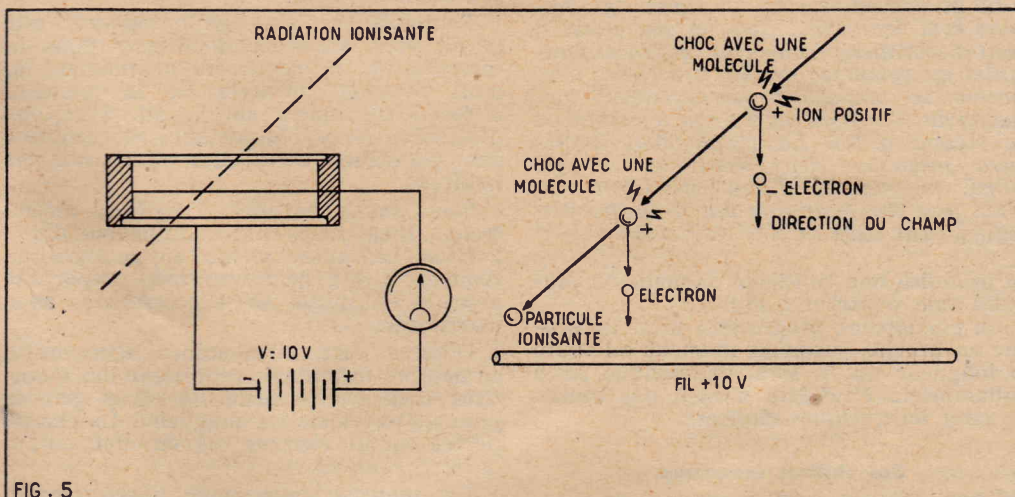 RADIATION IONISANTE
V = 10 V
-
+
CHOC AVEC UNE
MOLECULE
+ ION POSITIF
- ELECTRON
DIRECTION DU CHAMP
CHOC AVEC UNE
MOLECULE
+
ELECTRON
PARTICULE
IONISANTE
FIL +10 V
FIG. 5